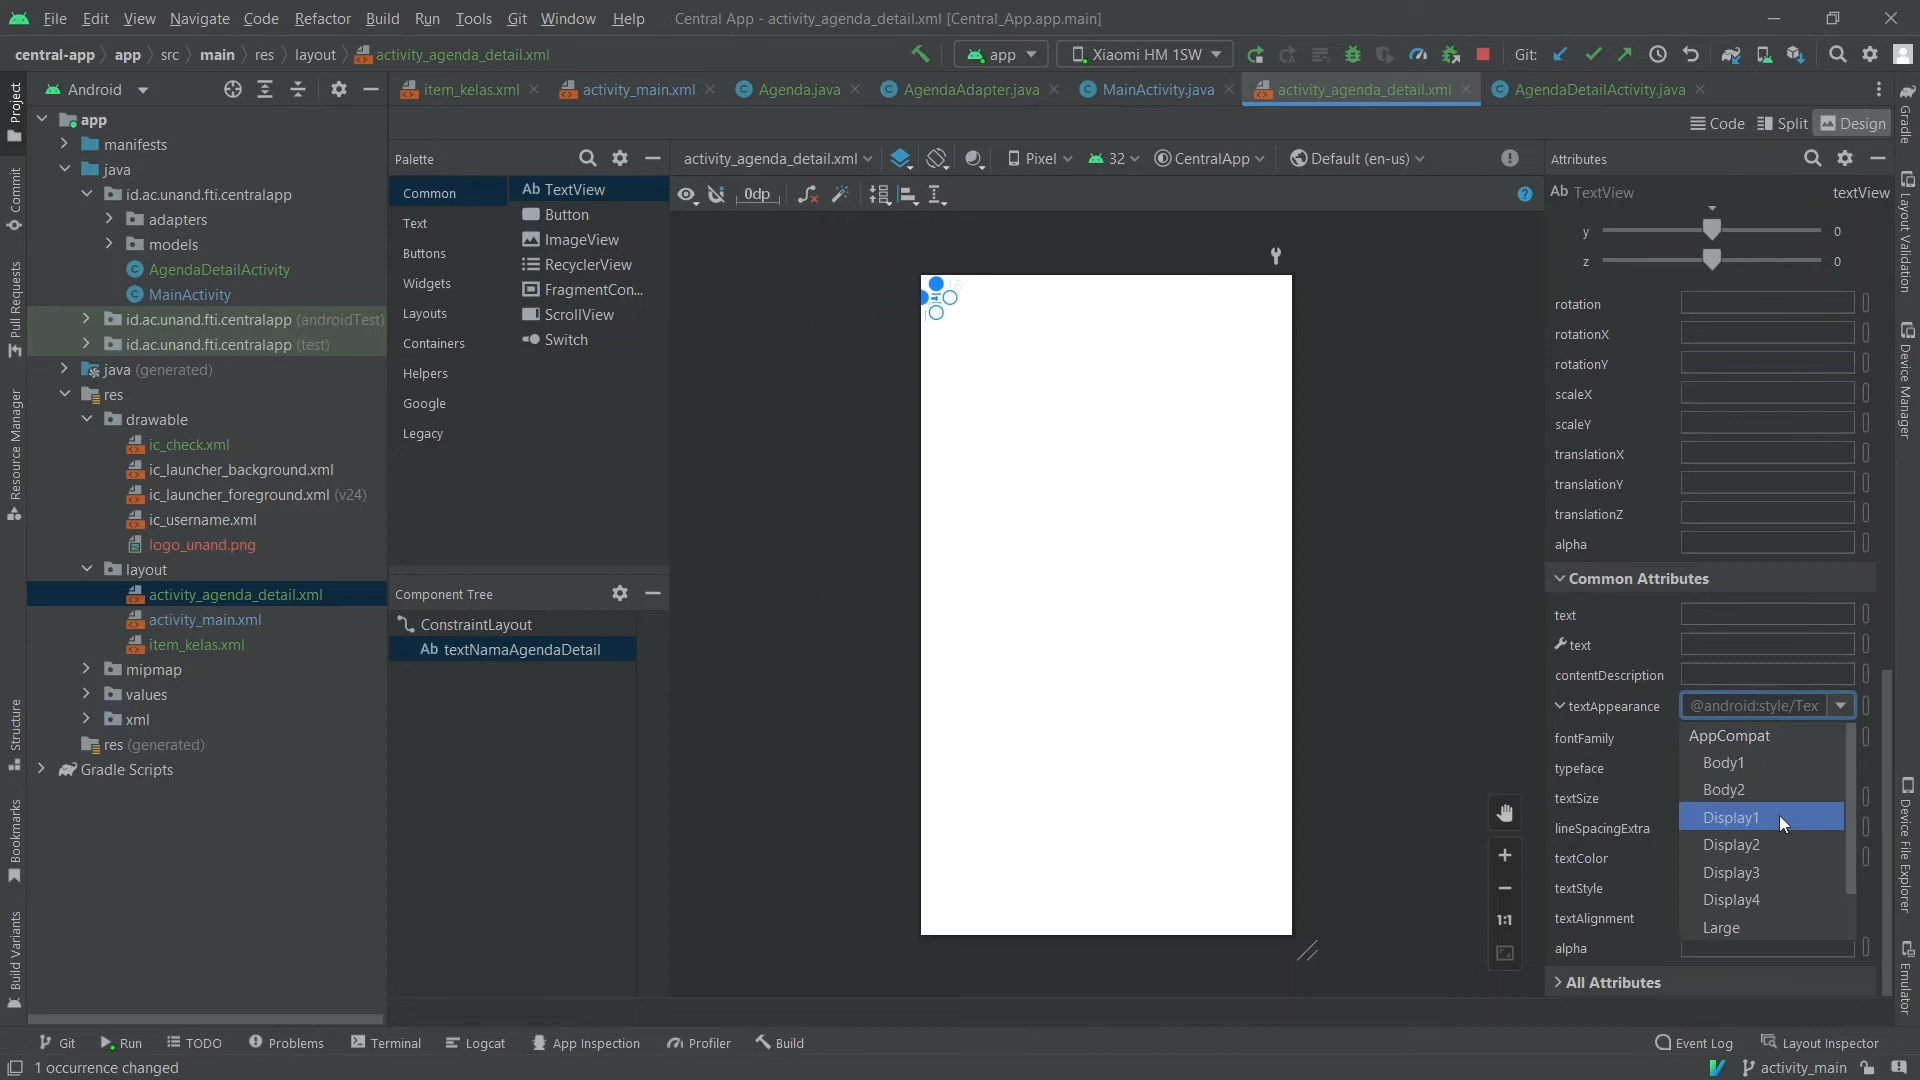 File Edit View Navigate Code Refactor Build Run Tools Git Window Help Central App - activity_agenda_detail.xml [Central_App.app.main]
central-app app src main res layout activity_agenda_detail.xml app Xiaomi HM 1SW Git:
Project Android item_kelas.xml activity_main.xml Agenda.java AgendaAdapter.java MainActivity.java activity_agenda_detail.xml AgendaDetailActivity.java Gradle
Code Split Design
Palette activity_agenda_detail.xml Pixel 32 CentralApp Default (en-us) Attributes
0dp
Ab TextView textView
Common
Text
Buttons
Widgets
Layouts
Containers
Helpers
Google
Legacy
Ab TextView
Button
ImageView
RecyclerView
FragmentCon...
ScrollView
Switch
app
manifests
java
id.ac.unand.fti.centralapp
adapters
models
AgendaDetailActivity
MainActivity
id.ac.unand.fti.centralapp (androidTest)
id.ac.unand.fti.centralapp (test)
java (generated)
res
drawable
ic_check.xml
ic_launcher_background.xml
ic_launcher_foreground.xml (v24)
ic_username.xml
logo_unand.png
layout
activity_agenda_detail.xml
activity_main.xml
item_kelas.xml
mipmap
values
xml
res (generated)
Gradle Scripts
Component Tree
ConstraintLayout
Ab textNamaAgendaDetail
y 0
z 0
rotation
rotationX
rotationY
scaleX
scaleY
translationX
translationY
translationZ
alpha
Common Attributes
text
text
contentDescription
textAppearance @android:style/Tex
fontFamily
typeface
textSize
lineSpacingExtra
textColor
textStyle
textAlignment
alpha
AppCompat
Body1
Body2
Display1
Display2
Display3
Display4
Large
All Attributes
1:1
Commit
Pull Requests
Resource Manager
Structure
Bookmarks
Build Variants
Layout Validation
Device Manager
Device File Explorer
Emulator
Git Run TODO Problems Terminal Logcat App Inspection Profiler Build Event Log Layout Inspector
1 occurrence changed activity_main